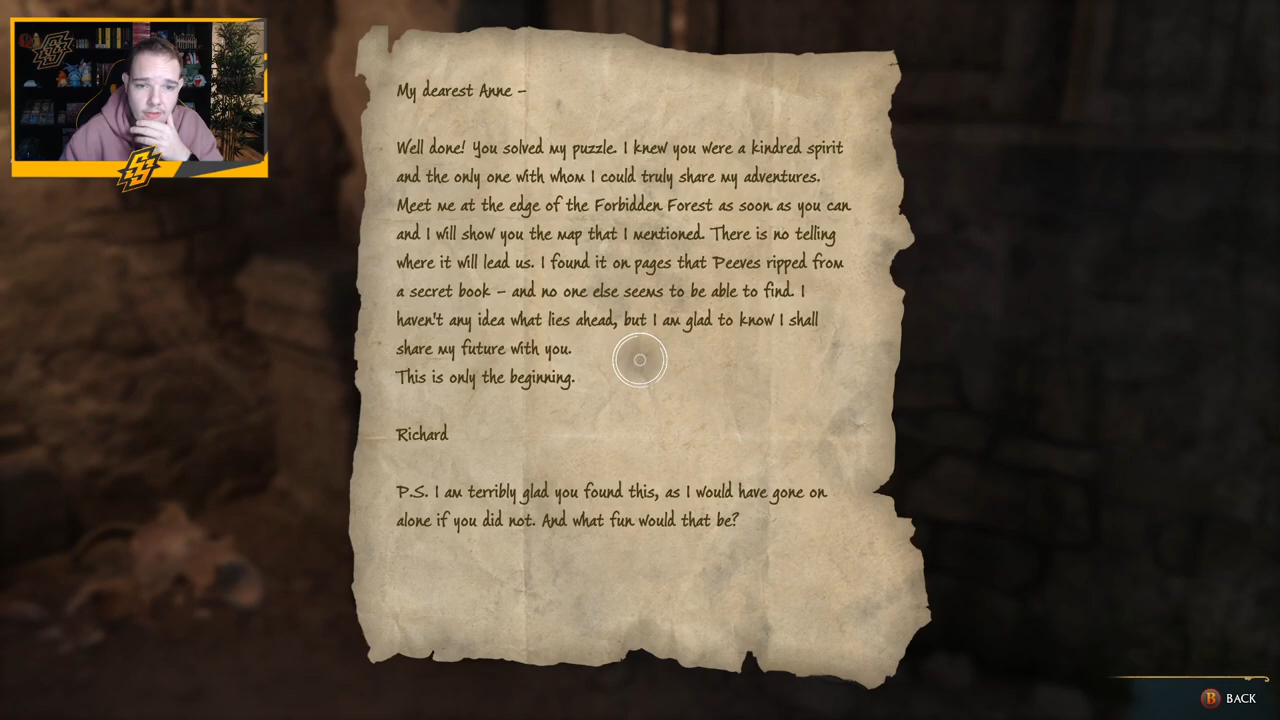 My dearest Anne -
Well done! You solved my puzzle. I knew you were a kindred spirit
and the only one with whom I could truly share my adventures.
Meet me at the edge of the Forbidden Forest as soon as you can
and I will show you the map that I mentioned. There is no telling
where it will lead us. I found it on pages that Peeves ripped from
a secret book - and no one else seems to be able to find. I
haven't any idea what lies ahead, but I am glad to know I shall
share my future with you.
This is only the beginning.
Richard
P.S. I am terribly glad you found this, as I would have gone on
alone if you did not. And what fun would that be?
B BACK